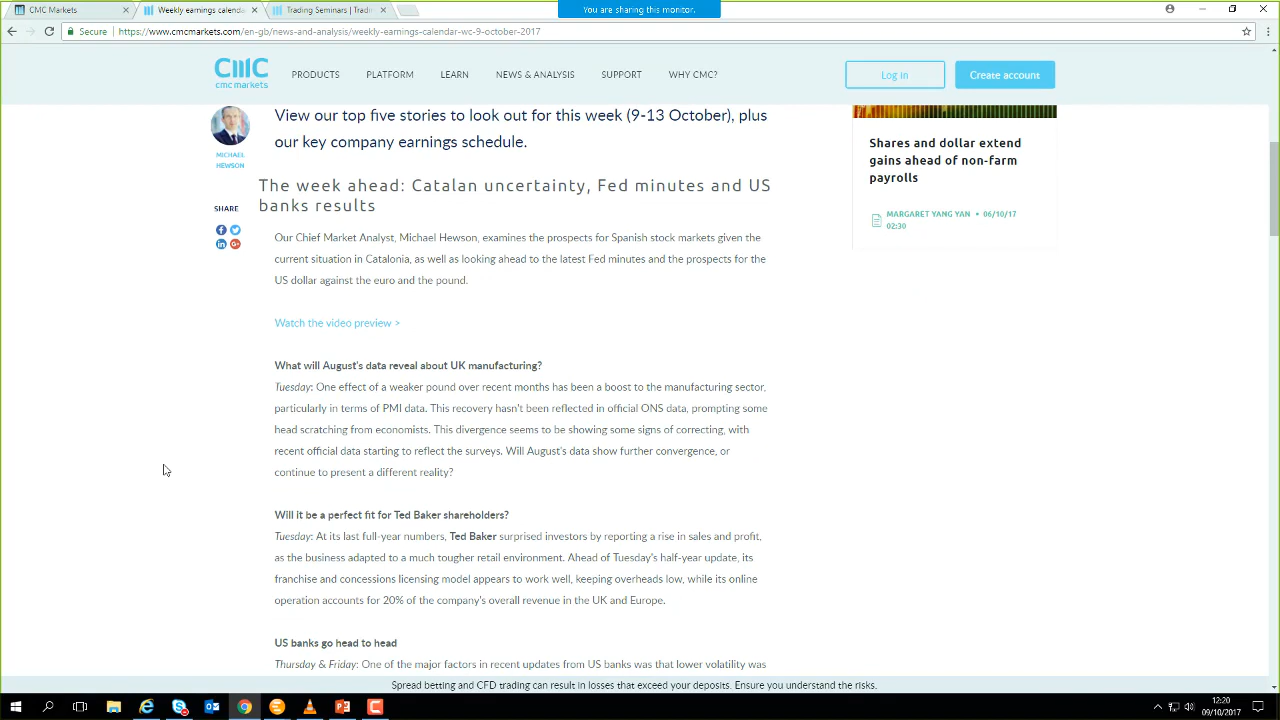 CMC Markets
Weekly earnings calenda
Trading Seminars | Tradin
You are sharing this monitor.
Secure
https://www.cmcmarkets.com/en-gb/news-and-analysis/weekly-earnings-calendar-wc-9-october-2017
cmc markets
PRODUCTS
PLATFORM
LEARN
NEWS & ANALYSIS
SUPPORT
WHY CMC?
Log in
Create account
MICHAEL
HEWSON
SHARE
View our top five stories to look out for this week (9-13 October), plus
our key company earnings schedule.
The week ahead: Catalan uncertainty, Fed minutes and US
banks results
Our Chief Market Analyst, Michael Hewson, examines the prospects for Spanish stock markets given the
current situation in Catalonia, as well as looking ahead to the latest Fed minutes and the prospects for the
US dollar against the euro and the pound.
Watch the video preview >
What will August's data reveal about UK manufacturing?
Tuesday: One effect of a weaker pound over recent months has been a boost to the manufacturing sector,
particularly in terms of PMI data. This recovery hasn't been reflected in official ONS data, prompting some
head scratching from economists. This divergence seems to be showing some signs of correcting, with
recent official data starting to reflect the surveys. Will August's data show further convergence, or
continue to present a different reality?
Will it be a perfect fit for Ted Baker shareholders?
Tuesday: At its last full-year numbers, Ted Baker surprised investors by reporting a rise in sales and profit,
as the business adapted to a much tougher retail environment. Ahead of Tuesday's half-year update, its
franchise and concessions licensing model appears to work well, keeping overheads low, while its online
operation accounts for 20% of the company's overall revenue in the UK and Europe.
US banks go head to head
Thursday & Friday: One of the major factors in recent updates from US banks was that lower volatility was
Shares and dollar extend
gains ahead of non-farm
payrolls
MARGARET YANG YAN • 06/10/17
02:30
Spread betting and CFD trading can result in losses that exceed your deposits. Ensure you understand the risks.
12:20
09/10/2017